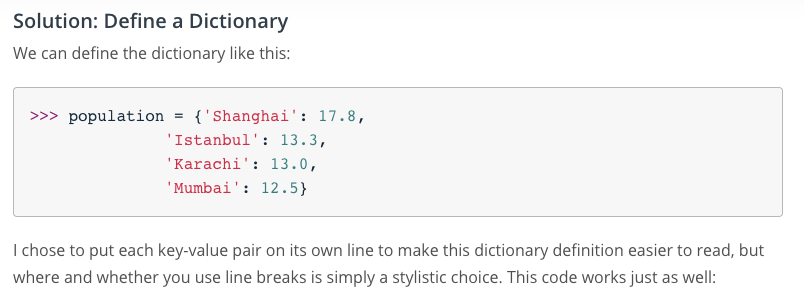 Solution: Define a Dictionary
We can define the dictionary like this:
>>> population = {'Shanghai': 17.8,
'Istanbul': 13.3,
'Karachi': 13.0,
'Mumbai': 12.5}
I chose to put each key-value pair on its own line to make this dictionary definition easier to read, but
where and whether you use line breaks is simply a stylistic choice. This code works just as well: